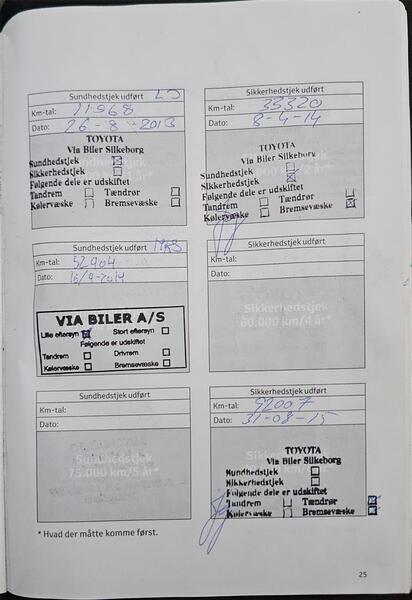 Sundhedstjek udført
Km-tal: 11568
Dato: 26-8-2013
TOYOTA
Via Biler Silkeborg
Sundhedstjek
Sikkerhedstjek
Følgende dele er udskiftet
Tandrem Tændrør
Kølervæske Bremsevæske
Sikkerhedstjek udført
Km-tal: 33320
Dato: 8-4-14
TOYOTA
Via Biler Silkeborg
Sundhedstjek
Sikkerhedstjek
Følgende dele er udskiftet
Tandrem Tændrør
Kølervæske Bremsevæske
Sundhedstjek udført
Km-tal: 52904
Dato: 16/9-2014
VIA BILER A/S
Lille eftersyn Stort eftersyn
Følgende er udskiftet
Tandrem Drivrem
Kølervæske Bremsevæske
Sikkerhedstjek udført
Km-tal:
Dato:
Sikkerhedstjek
60.000 km/4 år*
Sundhedstjek udført
Km-tal:
Dato:
Sundhedstjek
75.000 km/5 år*
Sikkerhedstjek udført
Km-tal: 92007
Dato: 31-08-15
TOYOTA
Via Biler Silkeborg
Sundhedstjek
Sikkerhedstjek
Følgende dele er udskiftet
Tandrem Tændrør
Kølervæske Bremsevæske
* Hvad der måtte komme først.
25